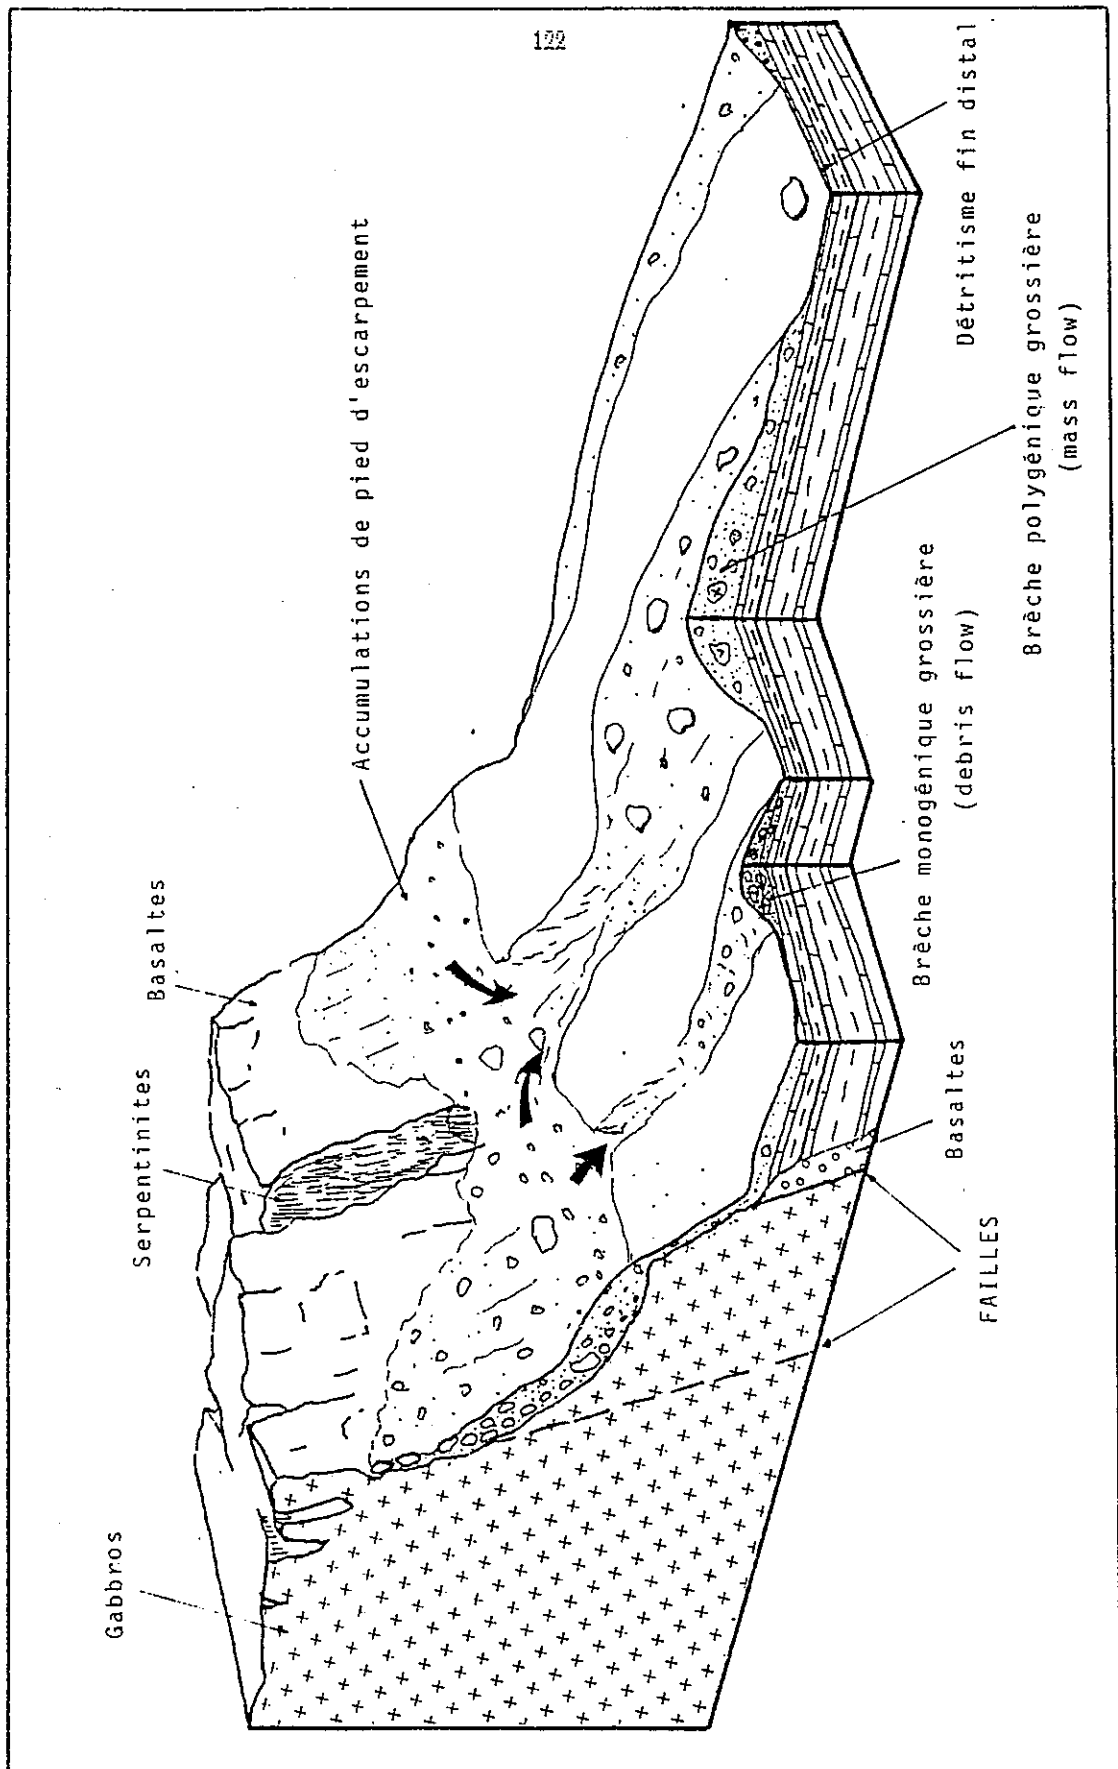 122
Gabbros
Serpentinites
Basaltes
Accumulations de pied d'escarpement
FAILLES
Basaltes
Brèche monogénique grossière
(debris flow)
Brèche polygénique grossière
(mass flow)
Détritisme fin distal